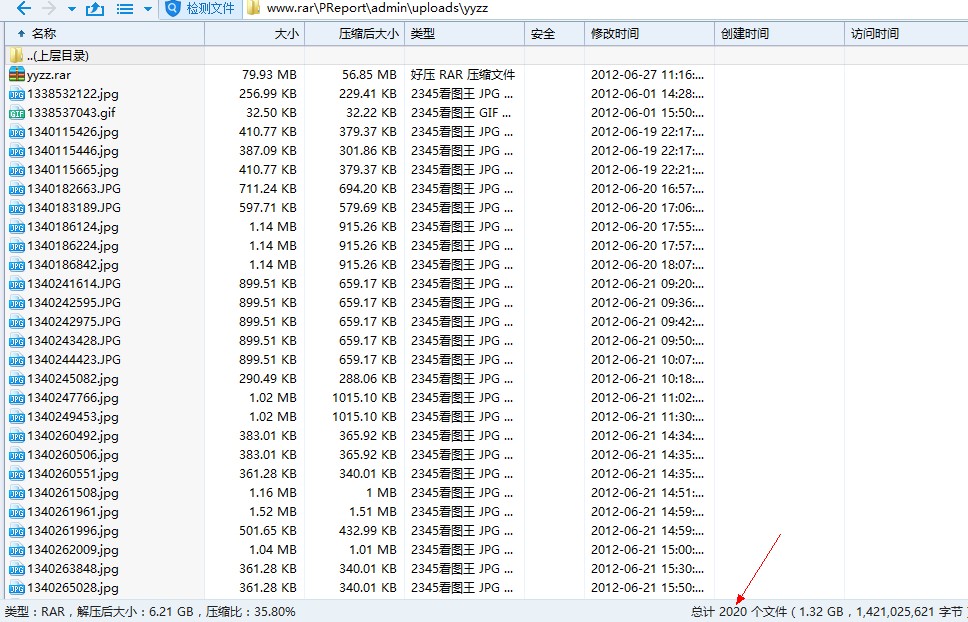 检测文件 www.rar\PReport\admin\uploads\yyzz
名称 大小 压缩后大小 类型 安全 修改时间 创建时间 访问时间
..(上层目录)
yyzz.rar 79.93 MB 56.85 MB 好压 RAR 压缩文件 2012-06-27 11:16:...
JPG 1338532122.jpg 256.99 KB 229.41 KB 2345看图王 JPG ... 2012-06-01 14:28:...
GIF 1338537043.gif 32.50 KB 32.22 KB 2345看图王 GIF ... 2012-06-01 15:50:...
JPG 1340115426.jpg 410.77 KB 379.37 KB 2345看图王 JPG ... 2012-06-19 22:17:...
JPG 1340115446.jpg 387.09 KB 301.86 KB 2345看图王 JPG ... 2012-06-19 22:17:...
JPG 1340115665.jpg 410.77 KB 379.37 KB 2345看图王 JPG ... 2012-06-19 22:21:...
JPG 1340182663.JPG 711.24 KB 694.20 KB 2345看图王 JPG ... 2012-06-20 16:57:...
JPG 1340183189.JPG 597.71 KB 579.69 KB 2345看图王 JPG ... 2012-06-20 17:06:...
JPG 1340186124.jpg 1.14 MB 915.26 KB 2345看图王 JPG ... 2012-06-20 17:55:...
JPG 1340186224.jpg 1.14 MB 915.26 KB 2345看图王 JPG ... 2012-06-20 17:57:...
JPG 1340186842.jpg 1.14 MB 915.26 KB 2345看图王 JPG ... 2012-06-20 18:07:...
JPG 1340241614.JPG 899.51 KB 659.17 KB 2345看图王 JPG ... 2012-06-21 09:20:...
JPG 1340242595.JPG 899.51 KB 659.17 KB 2345看图王 JPG ... 2012-06-21 09:36:...
JPG 1340242975.JPG 899.51 KB 659.17 KB 2345看图王 JPG ... 2012-06-21 09:42:...
JPG 1340243428.JPG 899.51 KB 659.17 KB 2345看图王 JPG ... 2012-06-21 09:50:...
JPG 1340244423.JPG 899.51 KB 659.17 KB 2345看图王 JPG ... 2012-06-21 10:07:...
JPG 1340245082.jpg 290.49 KB 288.06 KB 2345看图王 JPG ... 2012-06-21 10:18:...
JPG 1340247766.jpg 1.02 MB 1015.10 KB 2345看图王 JPG ... 2012-06-21 11:02:...
JPG 1340249453.jpg 1.02 MB 1015.10 KB 2345看图王 JPG ... 2012-06-21 11:30:...
JPG 1340260492.jpg 383.01 KB 365.92 KB 2345看图王 JPG ... 2012-06-21 14:34:...
JPG 1340260506.jpg 383.01 KB 365.92 KB 2345看图王 JPG ... 2012-06-21 14:35:...
JPG 1340260551.jpg 361.28 KB 340.01 KB 2345看图王 JPG ... 2012-06-21 14:35:...
JPG 1340261508.jpg 1.16 MB 1 MB 2345看图王 JPG ... 2012-06-21 14:51:...
JPG 1340261961.jpg 1.52 MB 1.51 MB 2345看图王 JPG ... 2012-06-21 14:59:...
JPG 1340261996.jpg 501.65 KB 432.99 KB 2345看图王 JPG ... 2012-06-21 14:59:...
JPG 1340262009.jpg 1.04 MB 1.01 MB 2345看图王 JPG ... 2012-06-21 15:00:...
JPG 1340263848.jpg 361.28 KB 340.01 KB 2345看图王 JPG ... 2012-06-21 15:30:...
JPG 1340265028.jpg 361.28 KB 340.01 KB 2345看图王 JPG ... 2012-06-21 15:50:...
类型：RAR，解压后大小：6.21 GB，压缩比：35.80% 总计 2020 个文件（1.32 GB，1,421,025,621 字节